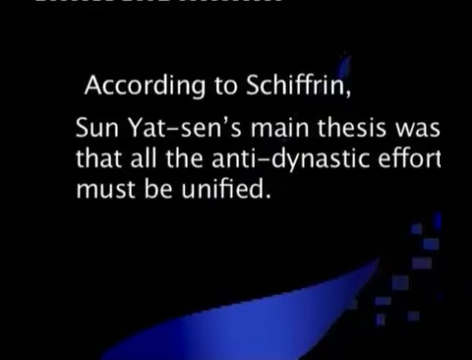 According to Schiffrin,
Sun Yat-sen's main thesis was
that all the anti-dynastic effort
must be unified.